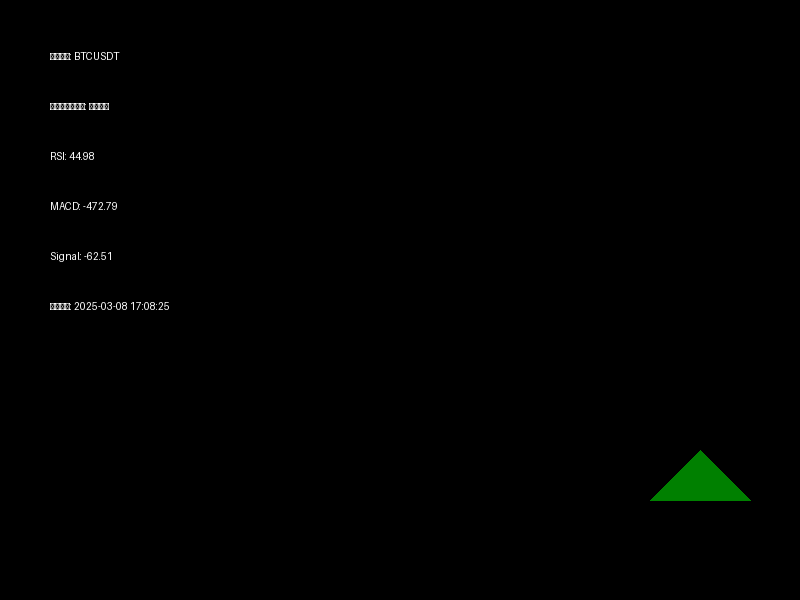 : BTCUSDT
RSI: 44.98
MACD: -472.79
Signal: -62.51
: 2025-03-08 17:08:25